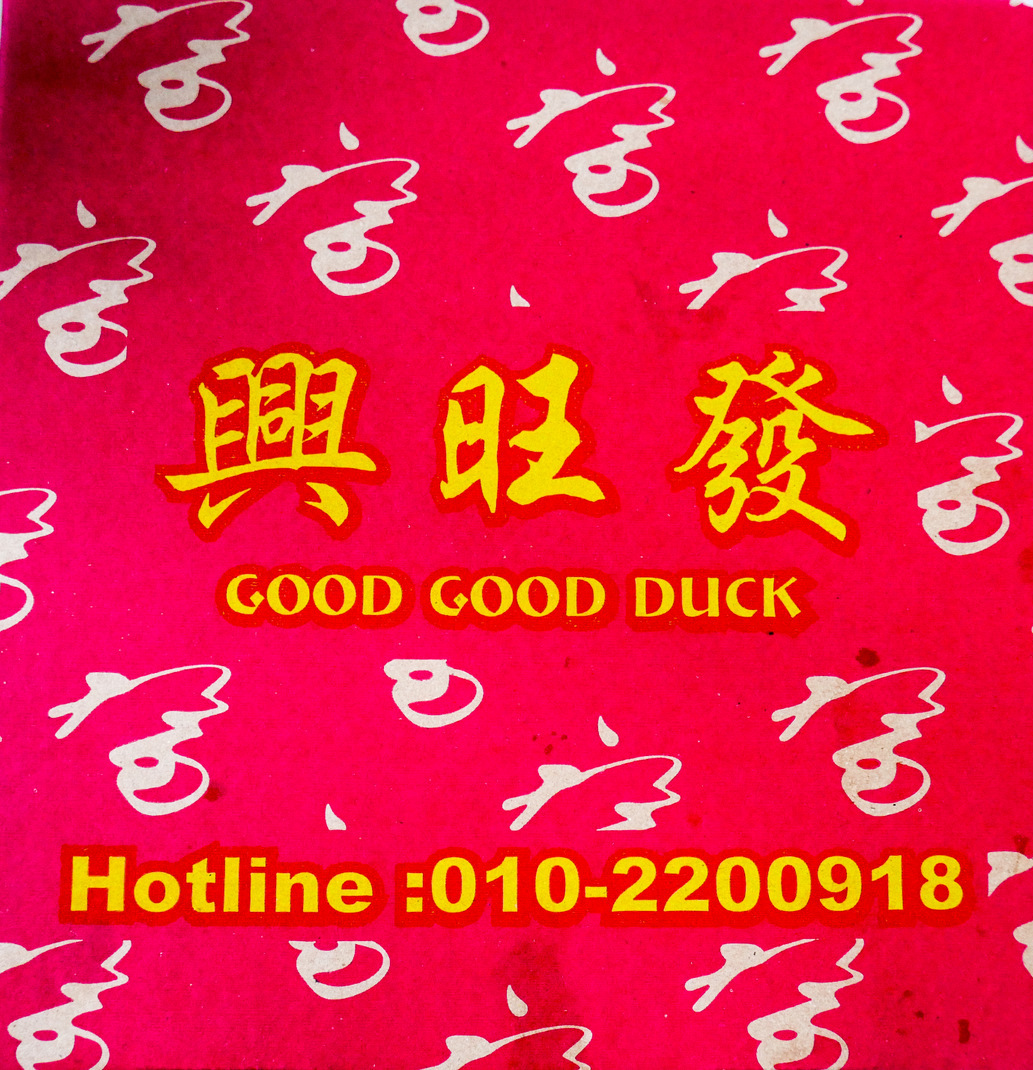 興旺發
GOOD GOOD DUCK
Hotline :010-2200918